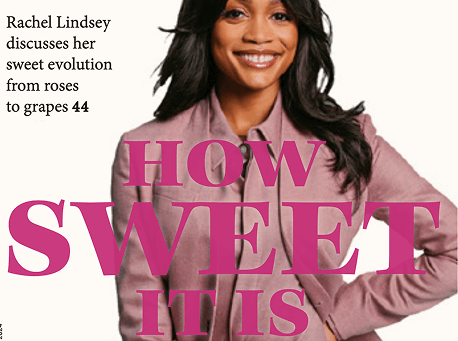 Rachel Lindsey
discusses her
sweet evolution
from roses
to grapes 44
HOW
SWEET
IT IS